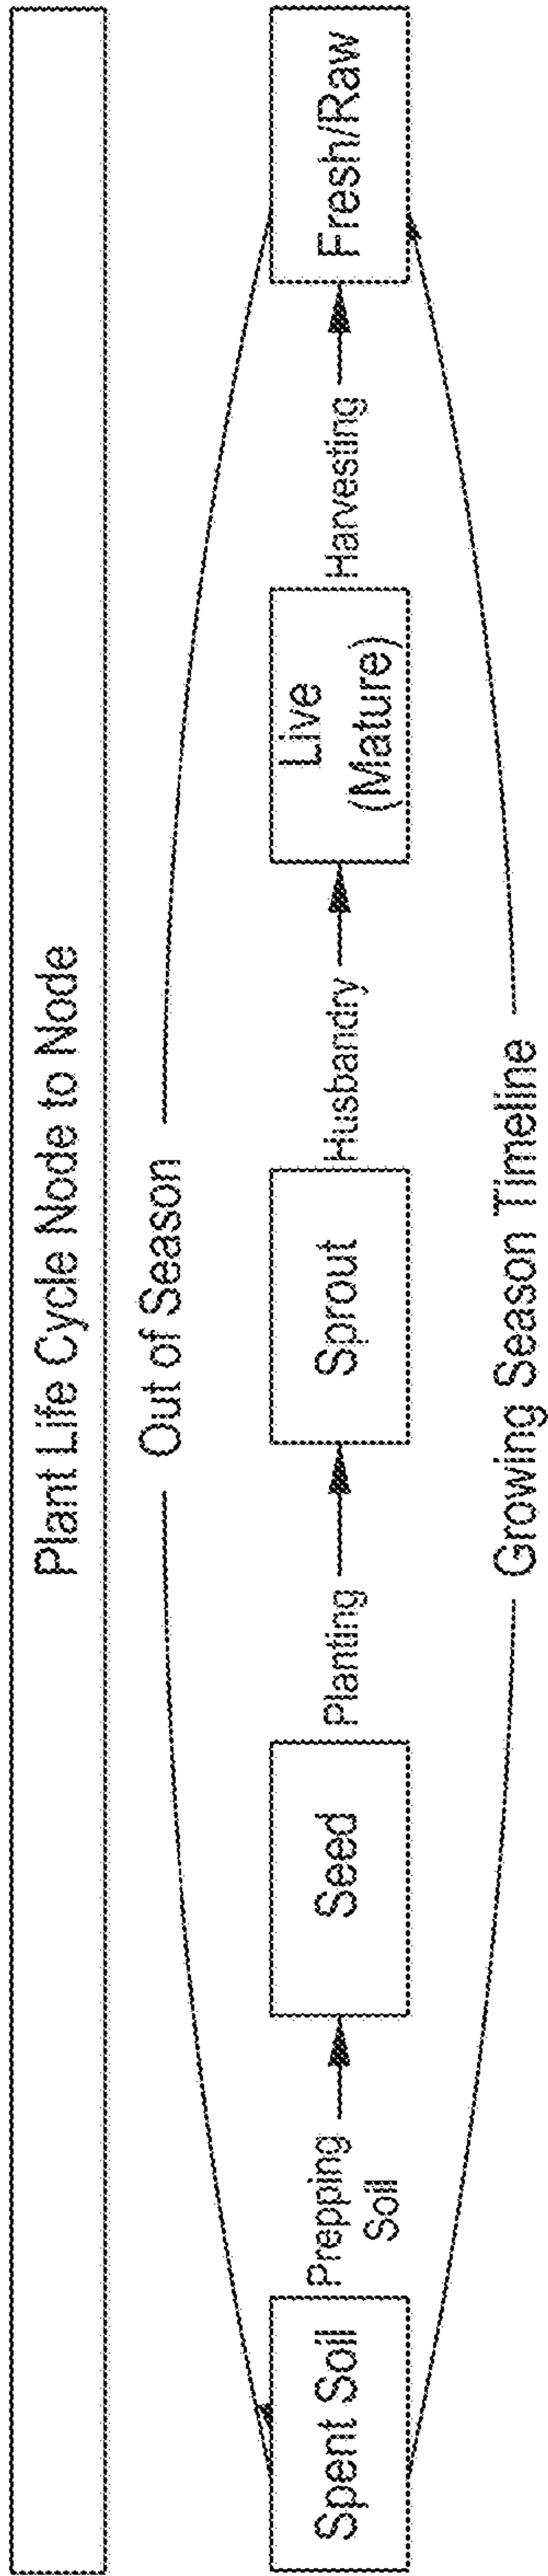 Plant Life Cycle Node to Node
Out of Season
Spent Soil
Prepping
Soil
Seed
Planting
Sprout
Husbandry
Live
(Mature)
Harvesting
Fresh/Raw
Growing Season Timeline